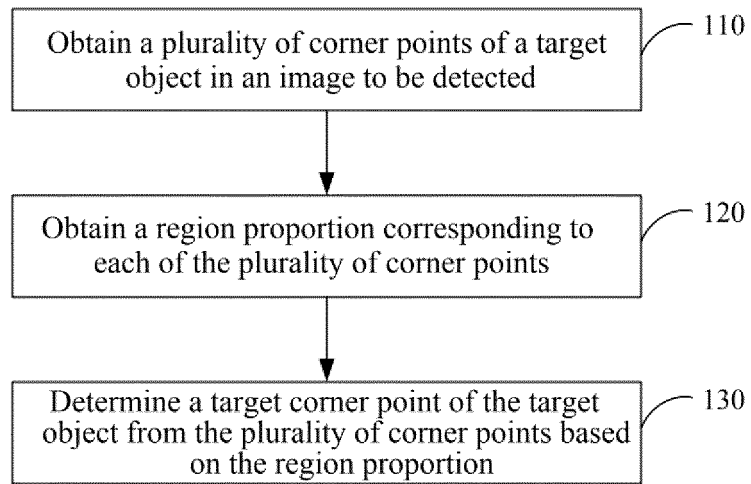 Obtain a plurality of corner points of a target
object in an image to be detected
110
Obtain a region proportion corresponding to
each of the plurality of corner points
120
Determine a target corner point of the target
object from the plurality of corner points based
on the region proportion
130